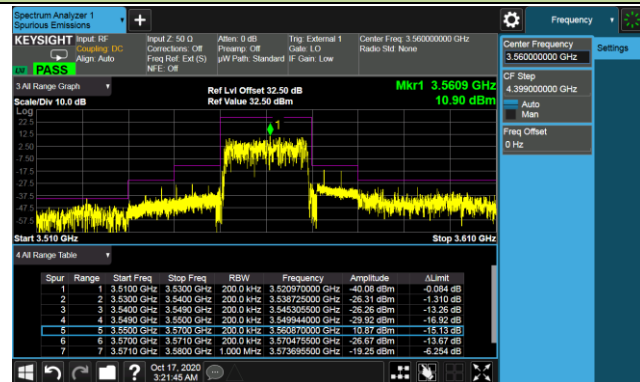 Spectrum Analyzer 1
Spurious Emissions
Frequency
KEYSIGHT Input: RF
Coupling: DC
Align: Auto
Input Z: 50 Ω
Corrections: Off
Freq Ref: Ext (S)
NFE: Off
Atten: 0 dB
Preamp: Off
µW Path: Standard
Trig: External 1
Gate: LO
IF Gain: Low
Center Freq: 3.560000000 GHz
Radio Std: None
PASS
3 All Range Graph
Scale/Div 10.0 dB
Ref Lvl Offset 32.50 dB
Ref Value 32.50 dBm
Mkr1 3.5609 GHz
10.90 dBm
Log
22.5
12.5
2.50
-7.50
-17.5
-27.5
-37.5
-47.5
-57.5
1
Start 3.510 GHz
Stop 3.610 GHz
4 All Range Table
Spur Range Start Freq Stop Freq RBW Frequency Amplitude ΔLimit
1 1 3.5100 GHz 3.5300 GHz 200.0 kHz 3.520970000 GHz -40.08 dBm -0.084 dB
2 2 3.5300 GHz 3.5400 GHz 200.0 kHz 3.538725000 GHz -26.31 dBm -1.310 dB
3 3 3.5400 GHz 3.5490 GHz 200.0 kHz 3.545305500 GHz -26.26 dBm -13.26 dB
4 4 3.5490 GHz 3.5500 GHz 200.0 kHz 3.549944000 GHz -29.92 dBm -16.92 dB
5 5 3.5500 GHz 3.5700 GHz 200.0 kHz 3.560870000 GHz 10.87 dBm -15.13 dB
6 6 3.5700 GHz 3.5710 GHz 200.0 kHz 3.570475500 GHz -26.67 dBm -13.67 dB
7 7 3.5710 GHz 3.5800 GHz 1.000 MHz 3.573695500 GHz -19.25 dBm -6.254 dB
Oct 17, 2020
3:21:45 AM
Center Frequency
3.560000000 GHz
Settings
CF Step
4.399000000 GHz
Auto
Man
Freq Offset
0 Hz